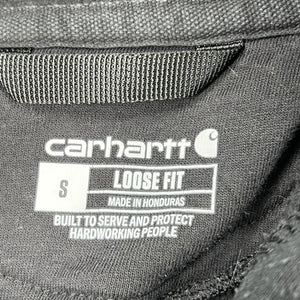 carhartt
S LOOSE FIT
MADE IN HONDURAS
BUILT TO SERVE AND PROTECT
HARDWORKING PEOPLE